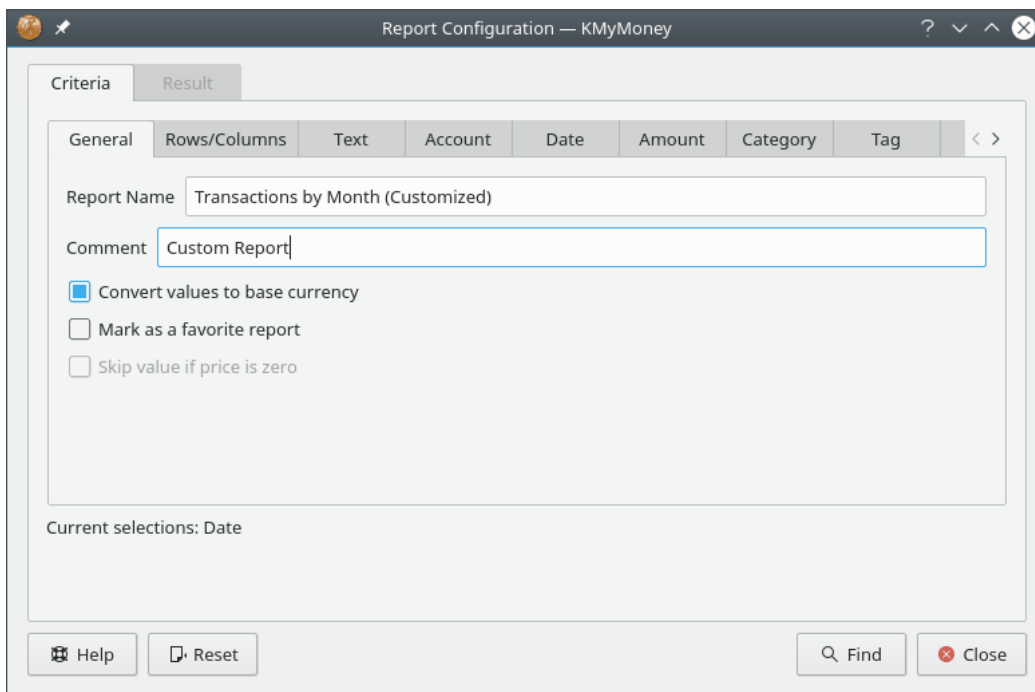 Report Configuration — KMyMoney
Criteria Result
General Rows/Columns Text Account Date Amount Category Tag
Report Name Transactions by Month (Customized)
Comment Custom Report
Convert values to base currency
Mark as a favorite report
Skip value if price is zero
Current selections: Date
Help Reset Find Close